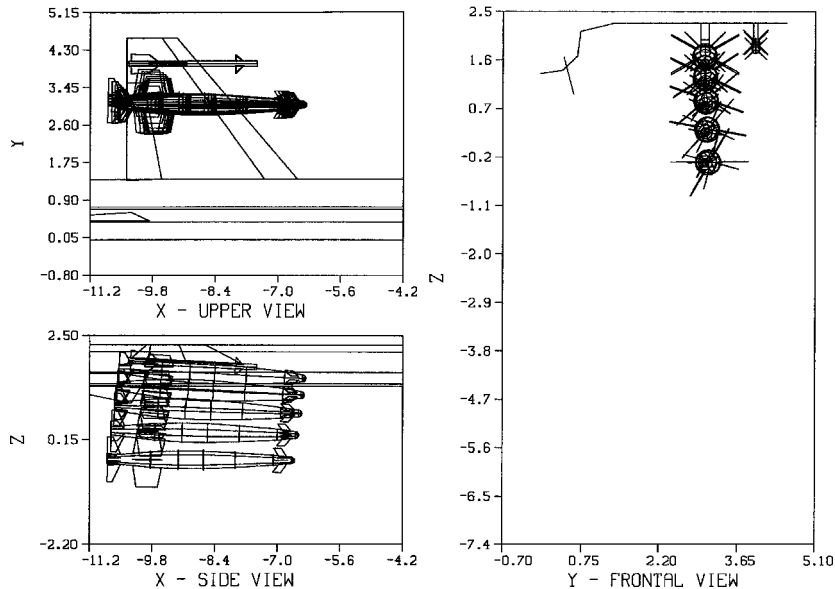 5.15
4.30
3.45
2.60
1.75
0.90
0.05
-0.80
Y
-11.2 -9.8 -8.4 -7.0 -5.6 -4.2
X - UPPER VIEW
2.50
0.15
-2.20
Z
-11.2 -9.8 -8.4 -7.0 -5.6 -4.2
X - SIDE VIEW
2.5
1.6
0.7
-0.2
-1.1
-2.0
-2.9
-3.8
-4.7
-5.6
-6.5
-7.4
Z
-0.70 0.75 2.20 3.65 5.10
Y - FRONTAL VIEW